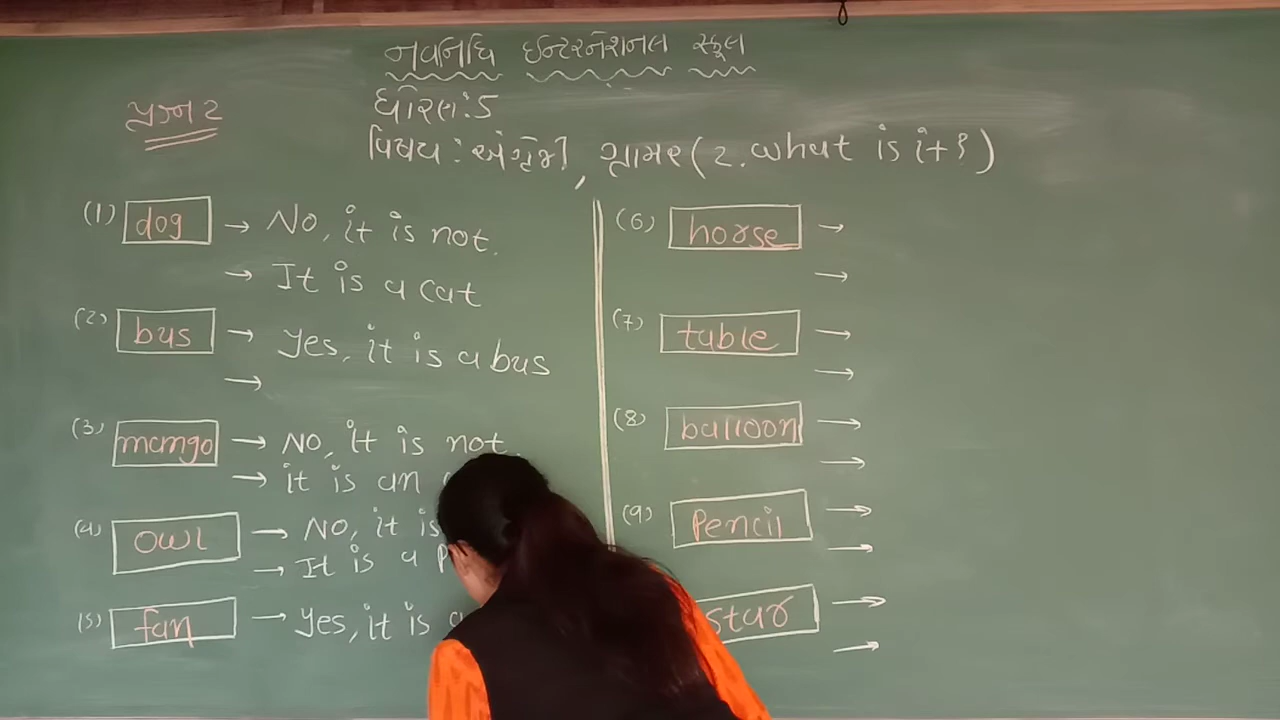 નવનિધિ ઈન્ટરનેશનલ સ્કૂલ
પ્રશ્ન ૨
ધોરણ: ૬
વિષય: અંગ્રેજી, ગ્રામર (૨. What is it?)
(1) dog → No, it is not.
→ It is a cat
(2) bus → Yes, it is a bus
→
(3) mango → No, it is not.
→ it is an
(4) owl → No, it is
→ It is a
(5) fan → Yes, it is
(6) horse →
→
(7) table →
→
(8) balloon →
→
(9) Pencil →
→
star →
→